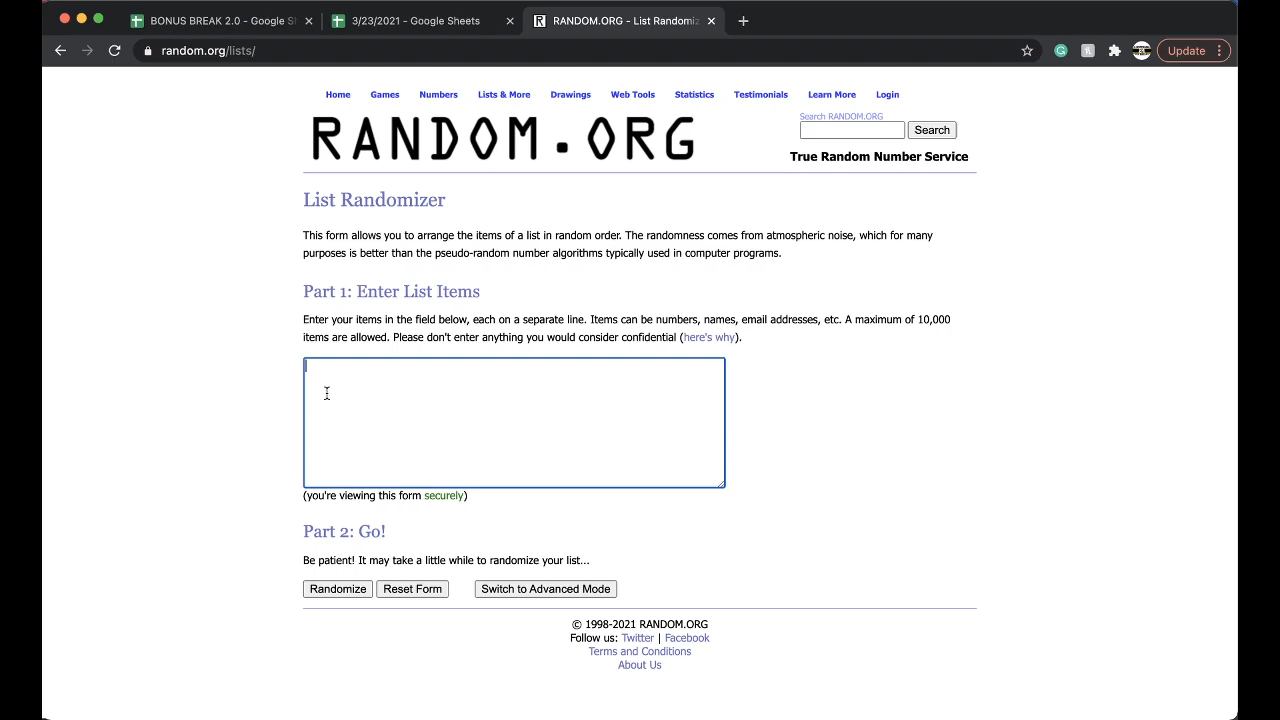 BONUS BREAK 2.0 - Google S
3/23/2021 - Google Sheets
RANDOM.ORG - List Randomiz
random.org/lists/
Update
Home Games Numbers Lists & More Drawings Web Tools Statistics Testimonials Learn More Login
RANDOM.ORG
Search RANDOM.ORG
Search
True Random Number Service
List Randomizer
This form allows you to arrange the items of a list in random order. The randomness comes from atmospheric noise, which for many
purposes is better than the pseudo-random number algorithms typically used in computer programs.
Part 1: Enter List Items
Enter your items in the field below, each on a separate line. Items can be numbers, names, email addresses, etc. A maximum of 10,000
items are allowed. Please don't enter anything you would consider confidential (here's why).
(you're viewing this form securely)
Part 2: Go!
Be patient! It may take a little while to randomize your list...
Randomize Reset Form Switch to Advanced Mode
© 1998-2021 RANDOM.ORG
Follow us: Twitter | Facebook
Terms and Conditions
About Us